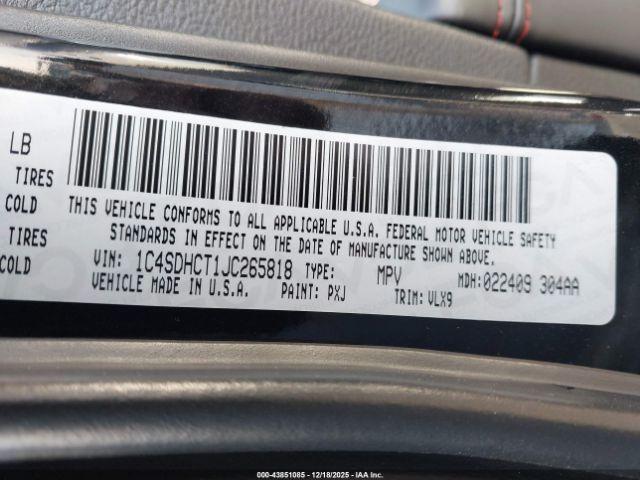 LB
TIRES
COLD
THIS VEHICLE CONFORMS TO ALL APPLICABLE U.S.A. FEDERAL MOTOR VEHICLE SAFETY
STANDARDS IN EFFECT ON THE DATE OF MANUFACTURE SHOWN ABOVE.
VIN: 1C4SDHCT1JC265818 TYPE: MPV MDH:022409 304AA
COLD
VEHICLE MADE IN U.S.A. PAINT: PXJ TRIM: VLX9
000-43851085 | 12/18/2025 - IAA Inc.